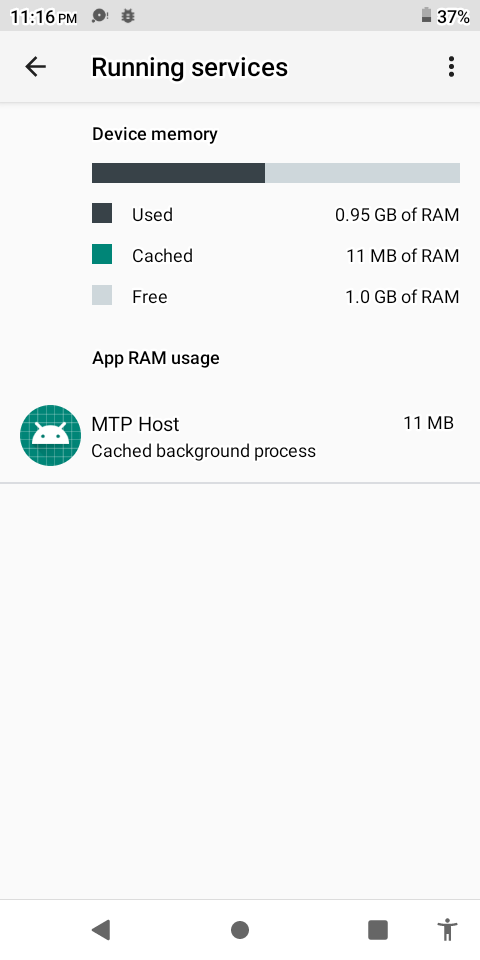 11:16 PM 37%
Running services
Device memory
Used 0.95 GB of RAM
Cached 11 MB of RAM
Free 1.0 GB of RAM
App RAM usage
MTP Host 11 MB
Cached background process